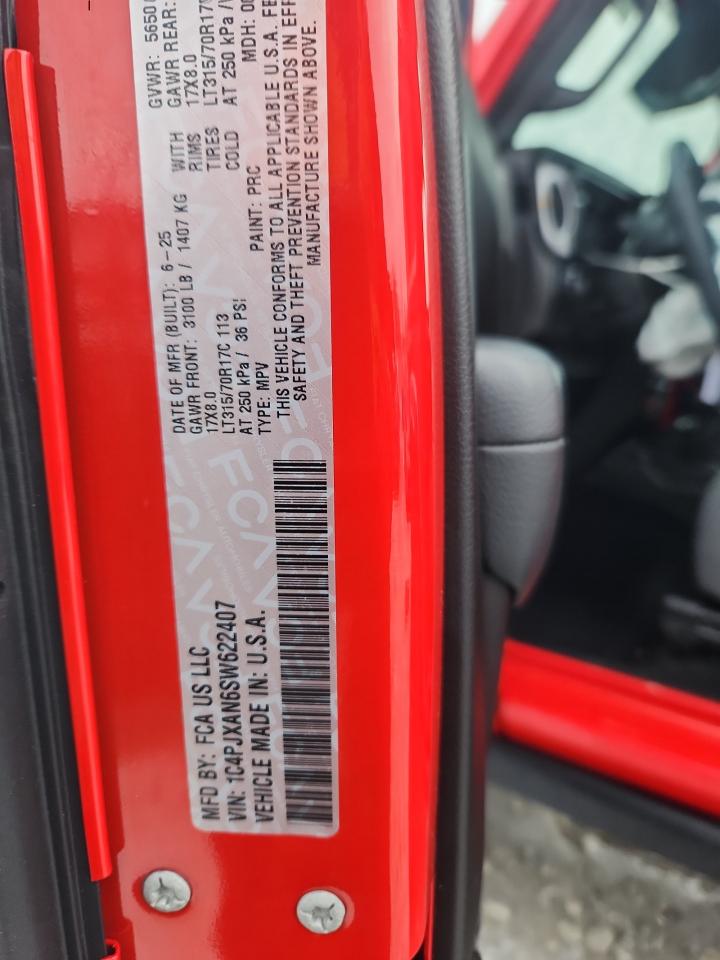 MFD BY: FCA US LLC
VIN: 1C4PJXAN6SW622407
VEHICLE MADE IN: U.S.A.
DATE OF MFR (BUILT): 6-25
GVWR: 5650
GAWR FRONT: 3100 LB / 1407 KG WITH
GAWR REAR:
17X8.0 RIMS 17X8.0
LT315/70R17C 113 TIRES LT315/70R17
AT 250 kPa / 36 PSI COLD AT 250 kPa /
TYPE: MPV PAINT: PRC MDH:
THIS VEHICLE CONFORMS TO ALL APPLICABLE U.S.A.
SAFETY AND THEFT PREVENTION STANDARDS IN
MANUFACTURE SHOWN ABOVE.